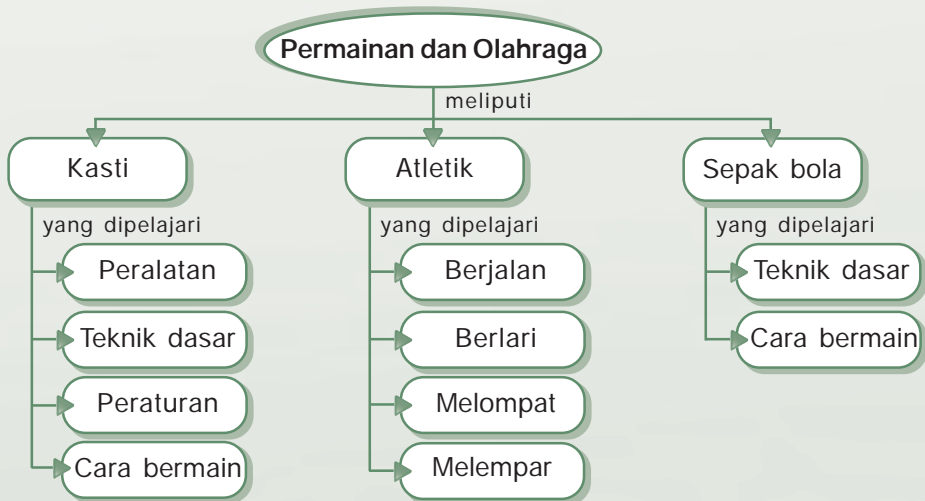 Permainan dan Olahraga
meliputi
Kasti
yang dipelajari
Peralatan
Teknik dasar
Peraturan
Cara bermain
Atletik
yang dipelajari
Berjalan
Berlari
Melompat
Melempar
Sepak bola
yang dipelajari
Teknik dasar
Cara bermain